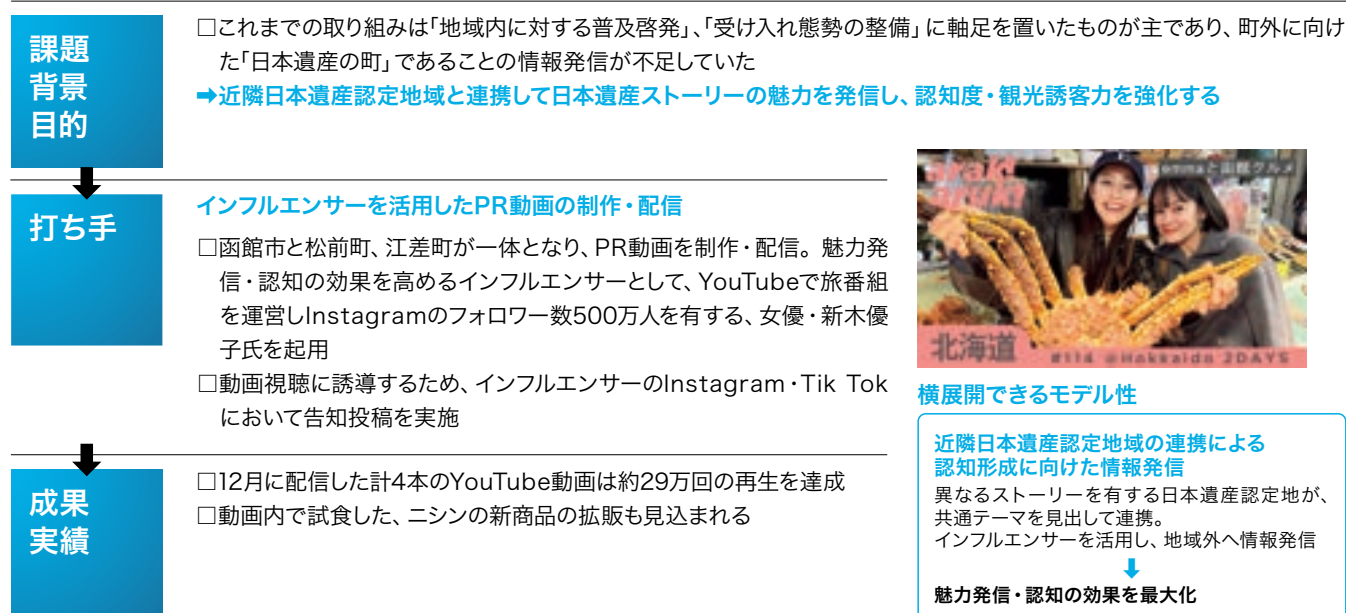 課題
背景
目的
□これまでの取り組みは「地域内に対する普及啓発」、「受け入れ態勢の整備」に軸足を置いたものが主であり、町外に向け
た「日本遺産の町」であることの情報発信が不足していた
➡近隣日本遺産認定地域と連携して日本遺産ストーリーの魅力を発信し、認知度・観光誘客力を強化する
打ち手
インフルエンサーを活用したPR動画の制作・配信
□函館市と松前町、江差町が一体となり、PR動画を制作・配信。魅力発
信・認知の効果を高めるインフルエンサーとして、YouTubeで旅番組
を運営しInstagramのフォロワー数500万人を有する、女優・新木優
子氏を起用
□動画視聴に誘導するため、インフルエンサーのInstagram・Tik Tok
において告知投稿を実施
成果
実績
□12月に配信した計4本のYouTube動画は約29万回の再生を達成
□動画内で試食した、ニシンの新商品の拡販も見込まれる
北海道
#114 @Hokkaido 2DAYS
横展開できるモデル性
近隣日本遺産認定地域の連携による
認知形成に向けた情報発信
異なるストーリーを有する日本遺産認定地が、
共通テーマを見出して連携。
インフルエンサーを活用し、地域外へ情報発信
⬇
魅力発信・認知の効果を最大化